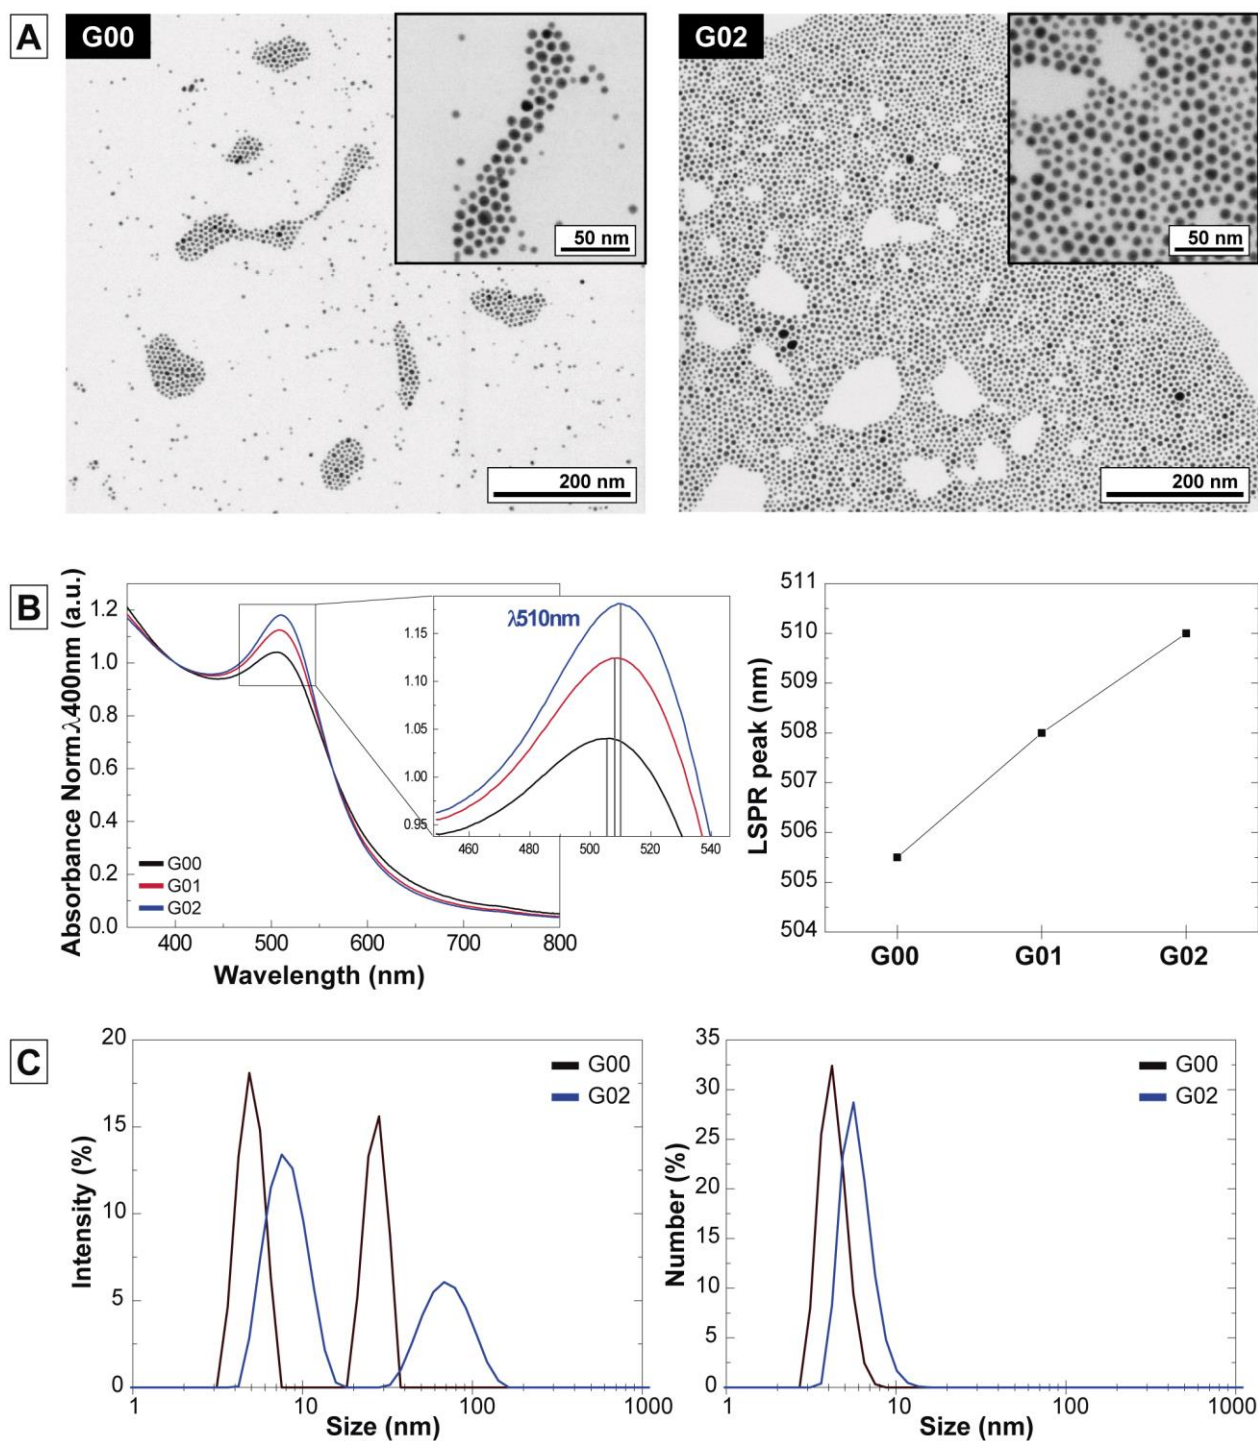 A
G00
50 nm
200 nm
G02
50 nm
200 nm
B
Absorbance Norm.λ400nm (a.u.)
1.2
1.0
0.8
0.6
0.4
0.2
0.0
G00
G01
G02
400 500 600 700 800
Wavelength (nm)
λ510nm
1.15
1.10
1.05
1.00
0.95
460 480 500 520 540
LSPR peak (nm)
511
510
509
508
507
506
505
504
G00 G01 G02
C
Intensity (%)
20
15
10
5
0
G00
G02
1 10 100 1000
Size (nm)
Number (%)
35
30
25
20
15
10
5
0
G00
G02
1 10 100 1000
Size (nm)